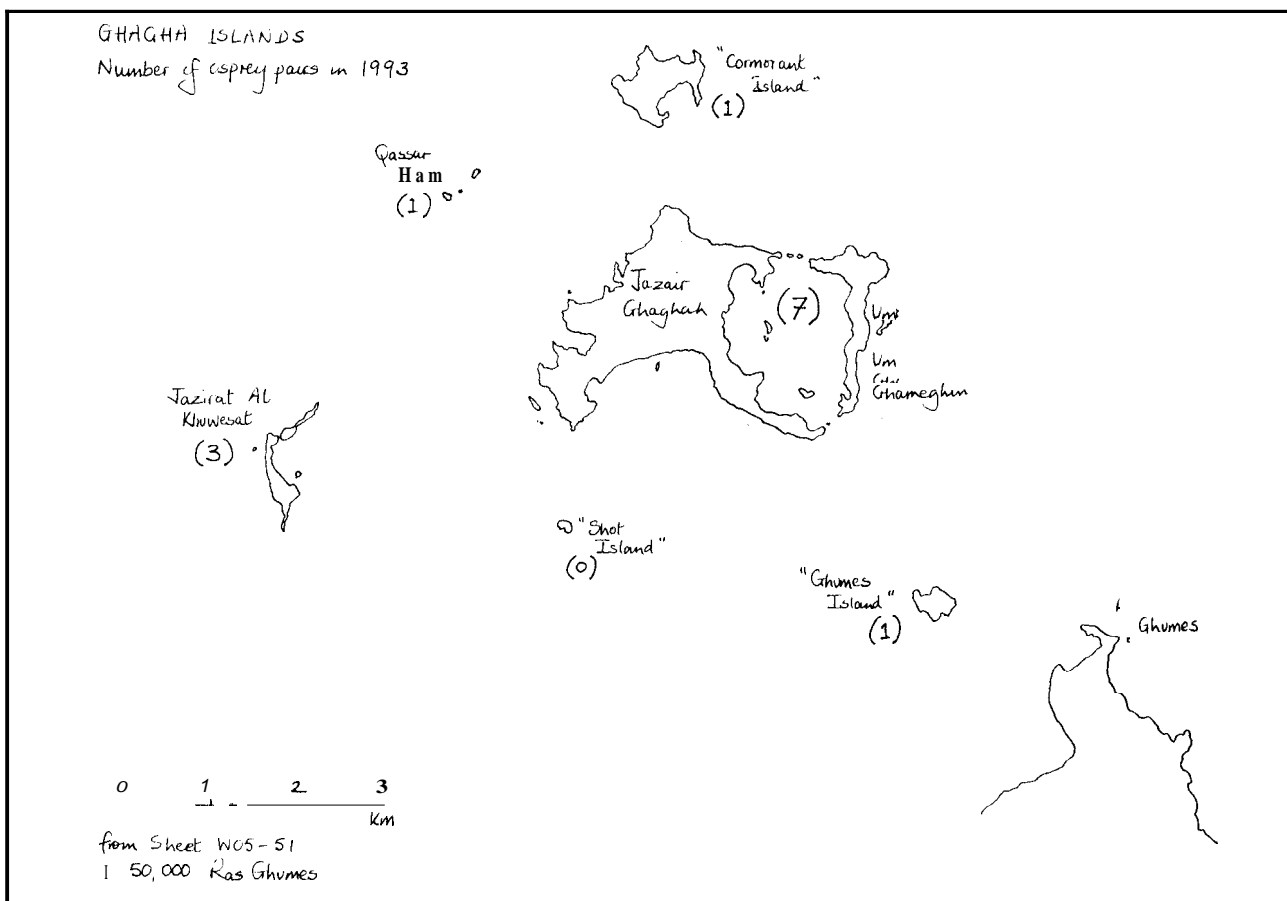 GHAGHA ISLANDS
Number of osprey pairs in 1993
"Cormorant
Island"
(1)
Qassar
Ham
(1)
Jazair
Ghaghah
(7)
Um
Um
Ghameghim
Jazirat Al
Khuwesat
(3)
"Shot
Island"
(0)
"Ghumes
Island"
(1)
Ghumes
0 1 2 3
Km
from Sheet W05-51
1 50,000 Ras Ghumes